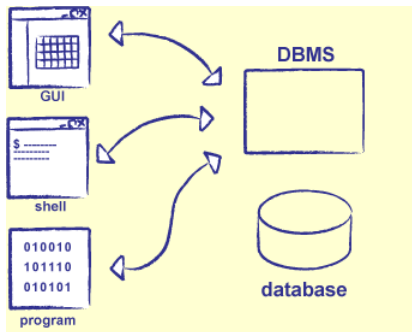 DBMS
GUI
$ --------
---------
---------
shell
010010
101110
010101
program
database